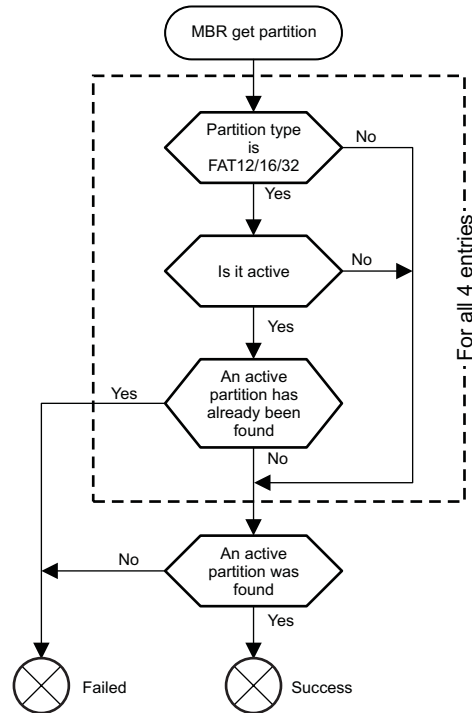 MBR get partition
Partition type
is
FAT12/16/32
No
Yes
Is it active
No
Yes
An active
partition has
already been
found
Yes
No
For all 4 entries
An active
partition was
found
No
Yes
Failed
Success